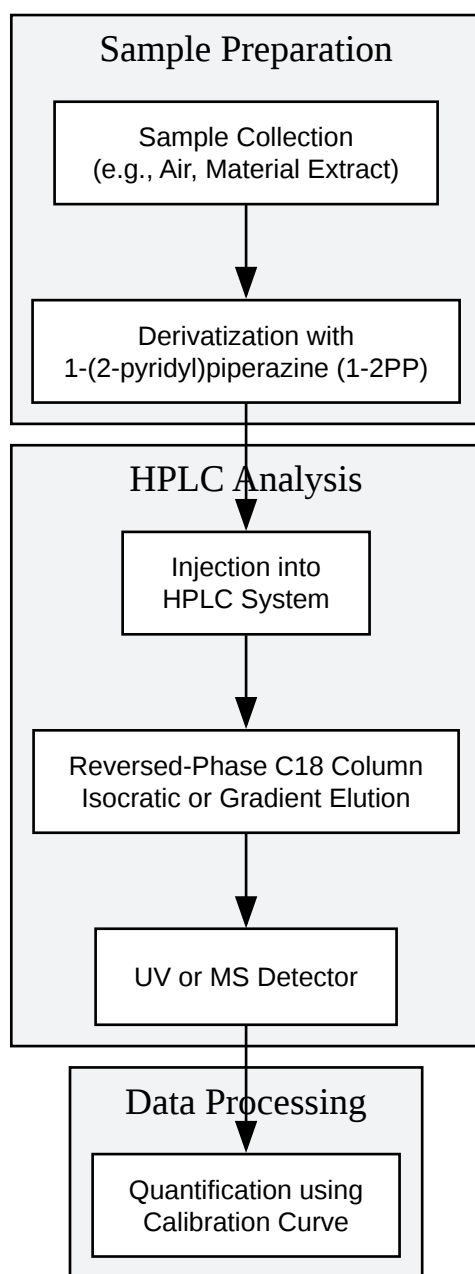 Sample Preparation
Sample Collection
(e.g., Air, Material Extract)
Derivatization with
1-(2-pyridyl)piperazine (1-2PP)
HPLC Analysis
Injection into
HPLC System
Reversed-Phase C18 Column
Isocratic or Gradient Elution
UV or MS Detector
Data Processing
Quantification using
Calibration Curve